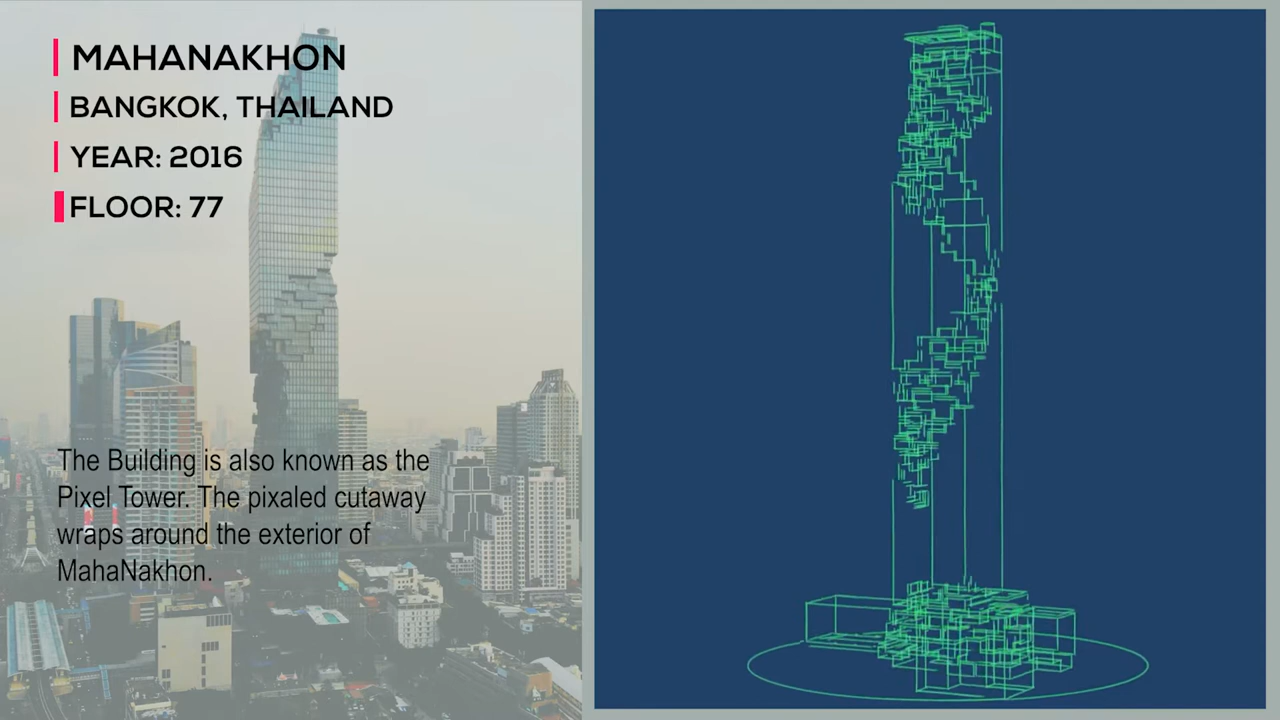 MAHANAKHON
BANGKOK, THAILAND
YEAR: 2016
FLOOR: 77
The Building is also known as the
Pixel Tower. The pixaled cutaway
wraps around the exterior of
MahaNakhon.